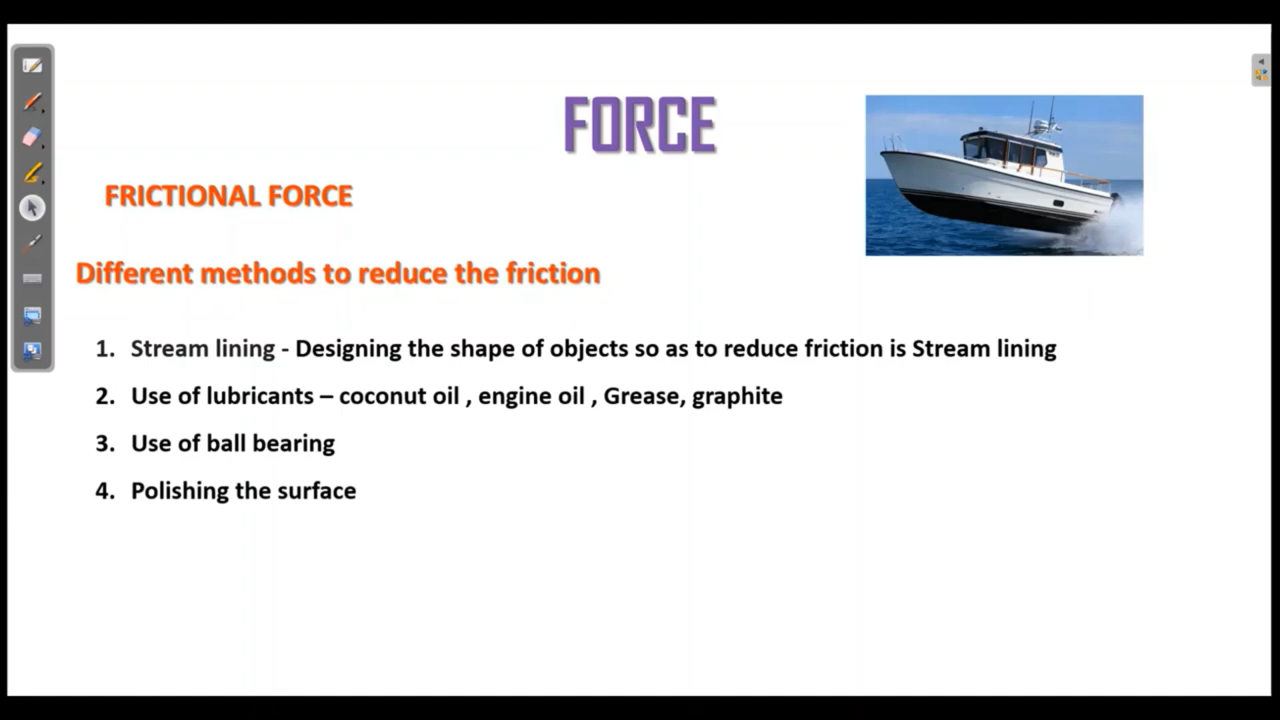 FORCE
FRICTIONAL FORCE
Different methods to reduce the friction
1. Stream lining - Designing the shape of objects so as to reduce friction is Stream lining
2. Use of lubricants – coconut oil , engine oil , Grease, graphite
3. Use of ball bearing
4. Polishing the surface